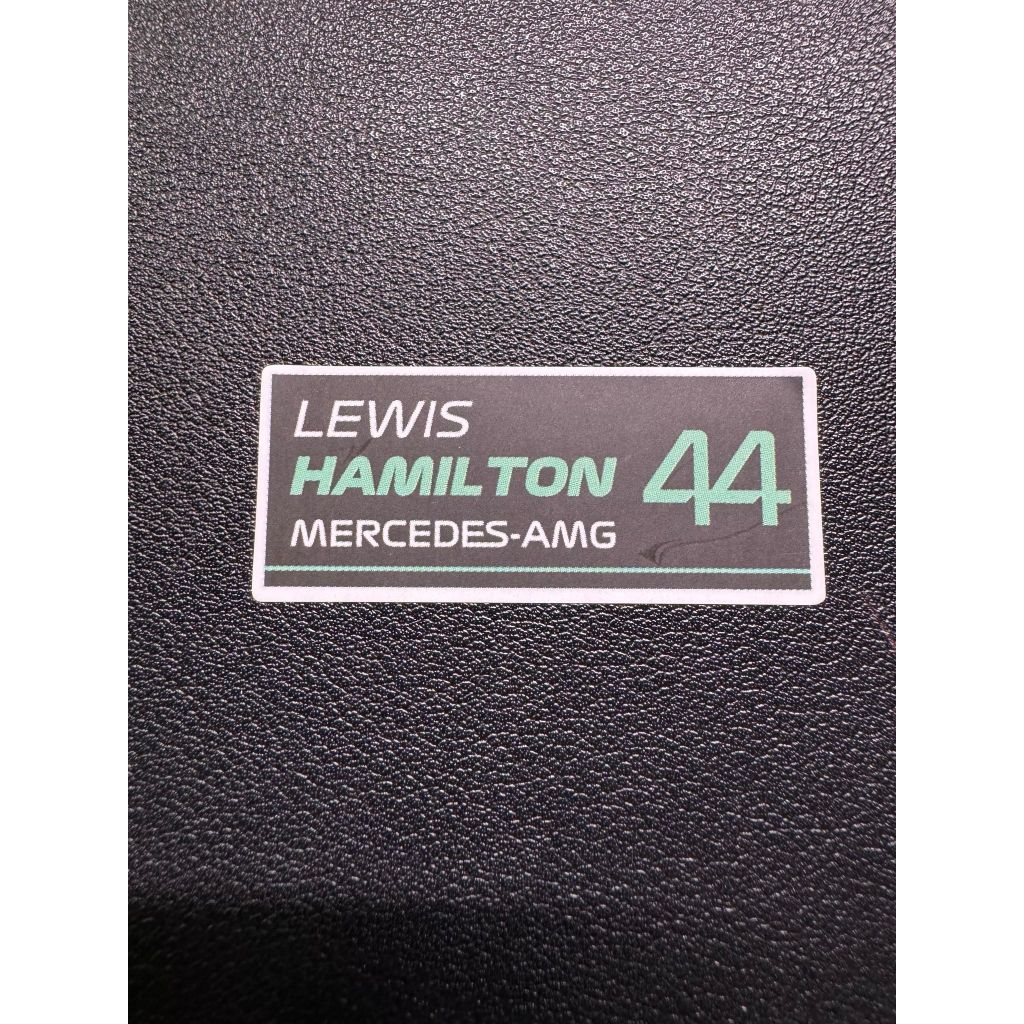 LEWIS
HAMILTON
44
MERCEDES-AMG